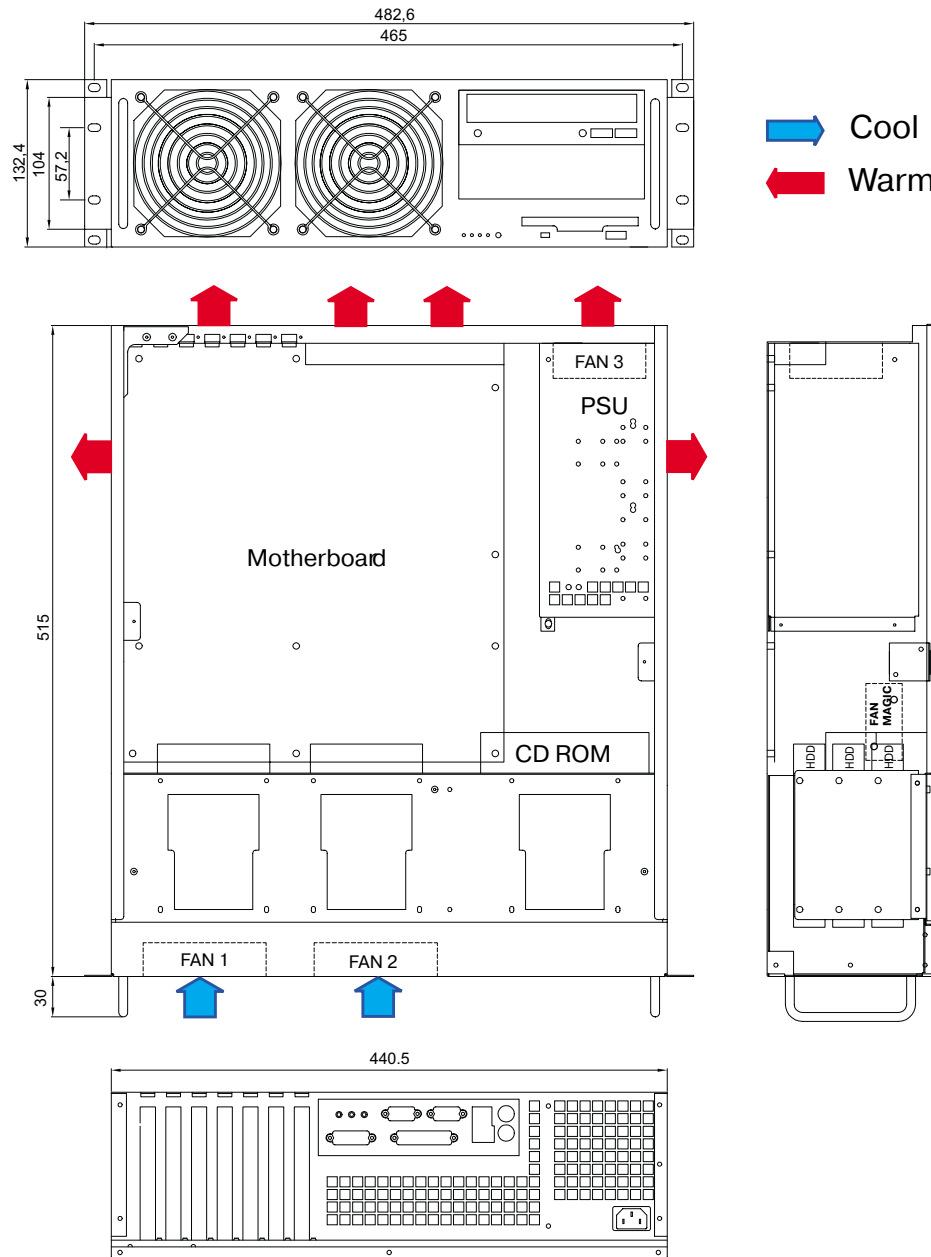 482,6
465
132,4
104
57,2
Cool
Warm
FAN 3
PSU
Motherboard
515
FAN
MAGIC
CD ROM
HDD
HDD
HDD
FAN 1
FAN 2
30
440.5